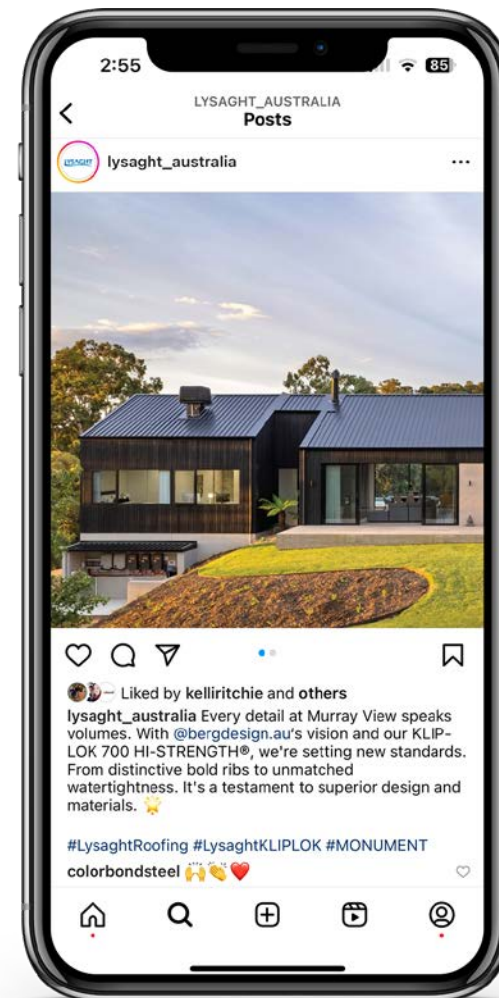 2:55
85
LYSAGHT_AUSTRALIA
Posts
LYSAGHT
lysaght_australia
Liked by kelliritchie and others
lysaght_australia Every detail at Murray View speaks
volumes. With @bergdesign.au's vision and our KLIP-
LOK 700 HI-STRENGTH®, we're setting new standards.
From distinctive bold ribs to unmatched
watertightness. It's a testament to superior design and
materials. 🌟
#LysaghtRoofing #LysaghtKLIPLOK #MONUMENT
colorbondsteel 🙌👏❤️